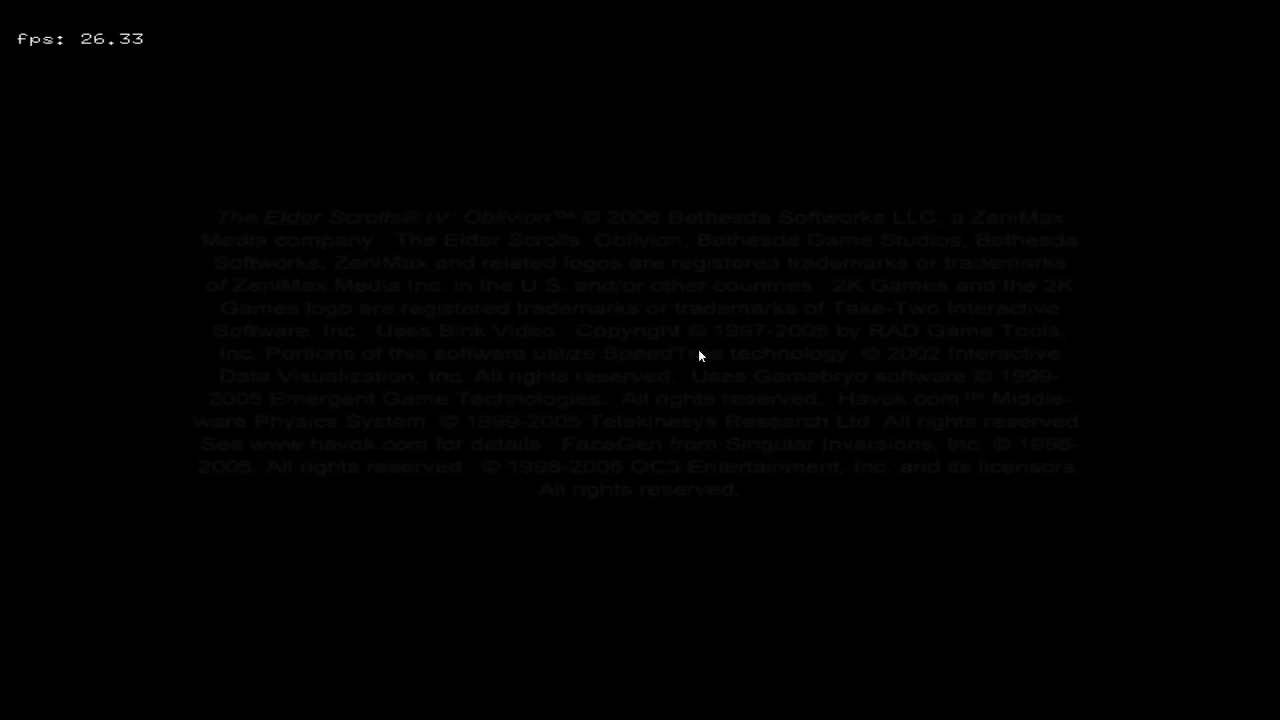 fps: 26.33
The Elder Scrolls® IV: Oblivion™ © 2006 Bethesda Softworks LLC, a ZeniMax
Media company. The Elder Scrolls, Oblivion, Bethesda Game Studios, Bethesda
Softworks, ZeniMax and related logos are registered trademarks or trademarks
of ZeniMax Media Inc. in the U.S. and/or other countries. 2K Games and the 2K
Games logo are registered trademarks or trademarks of Take-Two Interactive
Software, Inc. Uses Bink Video. Copyright © 1997-2005 by RAD Game Tools,
Inc. Portions of this software utilize SpeedTree technology. © 2002 Interactive
Data Visualization, Inc. All rights reserved. Uses Gamebryo software © 1999-
2005 Emergent Game Technologies. All rights reserved. Havok.com™ Middle-
ware Physics System. © 1999-2005 Telekinesys Research Ltd. All rights reserved.
See www.havok.com for details. FaceGen from Singular Inversions, Inc. © 1998-
2005. All rights reserved. © 1998-2006 OC3 Entertainment, Inc. and its licensors.
All rights reserved.